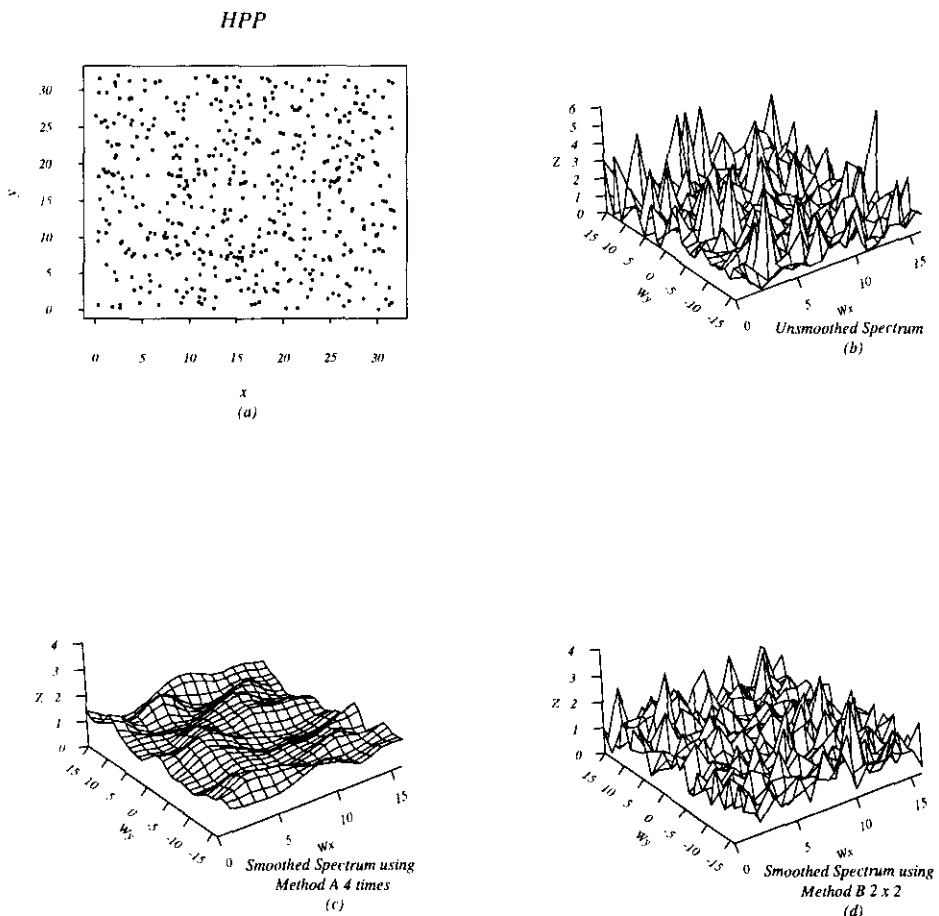 HPP
y
30
25
20
15
10
5
0
0 5 10 15 20 25 30
x
(a)
6
5
4
3
2
1
0
Z
15 10 5 0 -5 -10 -15
Wy
0 5 10 15
Wx
Unsmoothed Spectrum
(b)
4
3
2
1
0
Z
15 10 5 0 -5 -10 -15
Wy
0 5 10 15
Wx
Smoothed Spectrum using
Method A 4 times
(c)
4
3
2
1
0
Z
15 10 5 0 -5 -10 -15
Wy
0 5 10 15
Wx
Smoothed Spectrum using
Method B 2 x 2
(d)